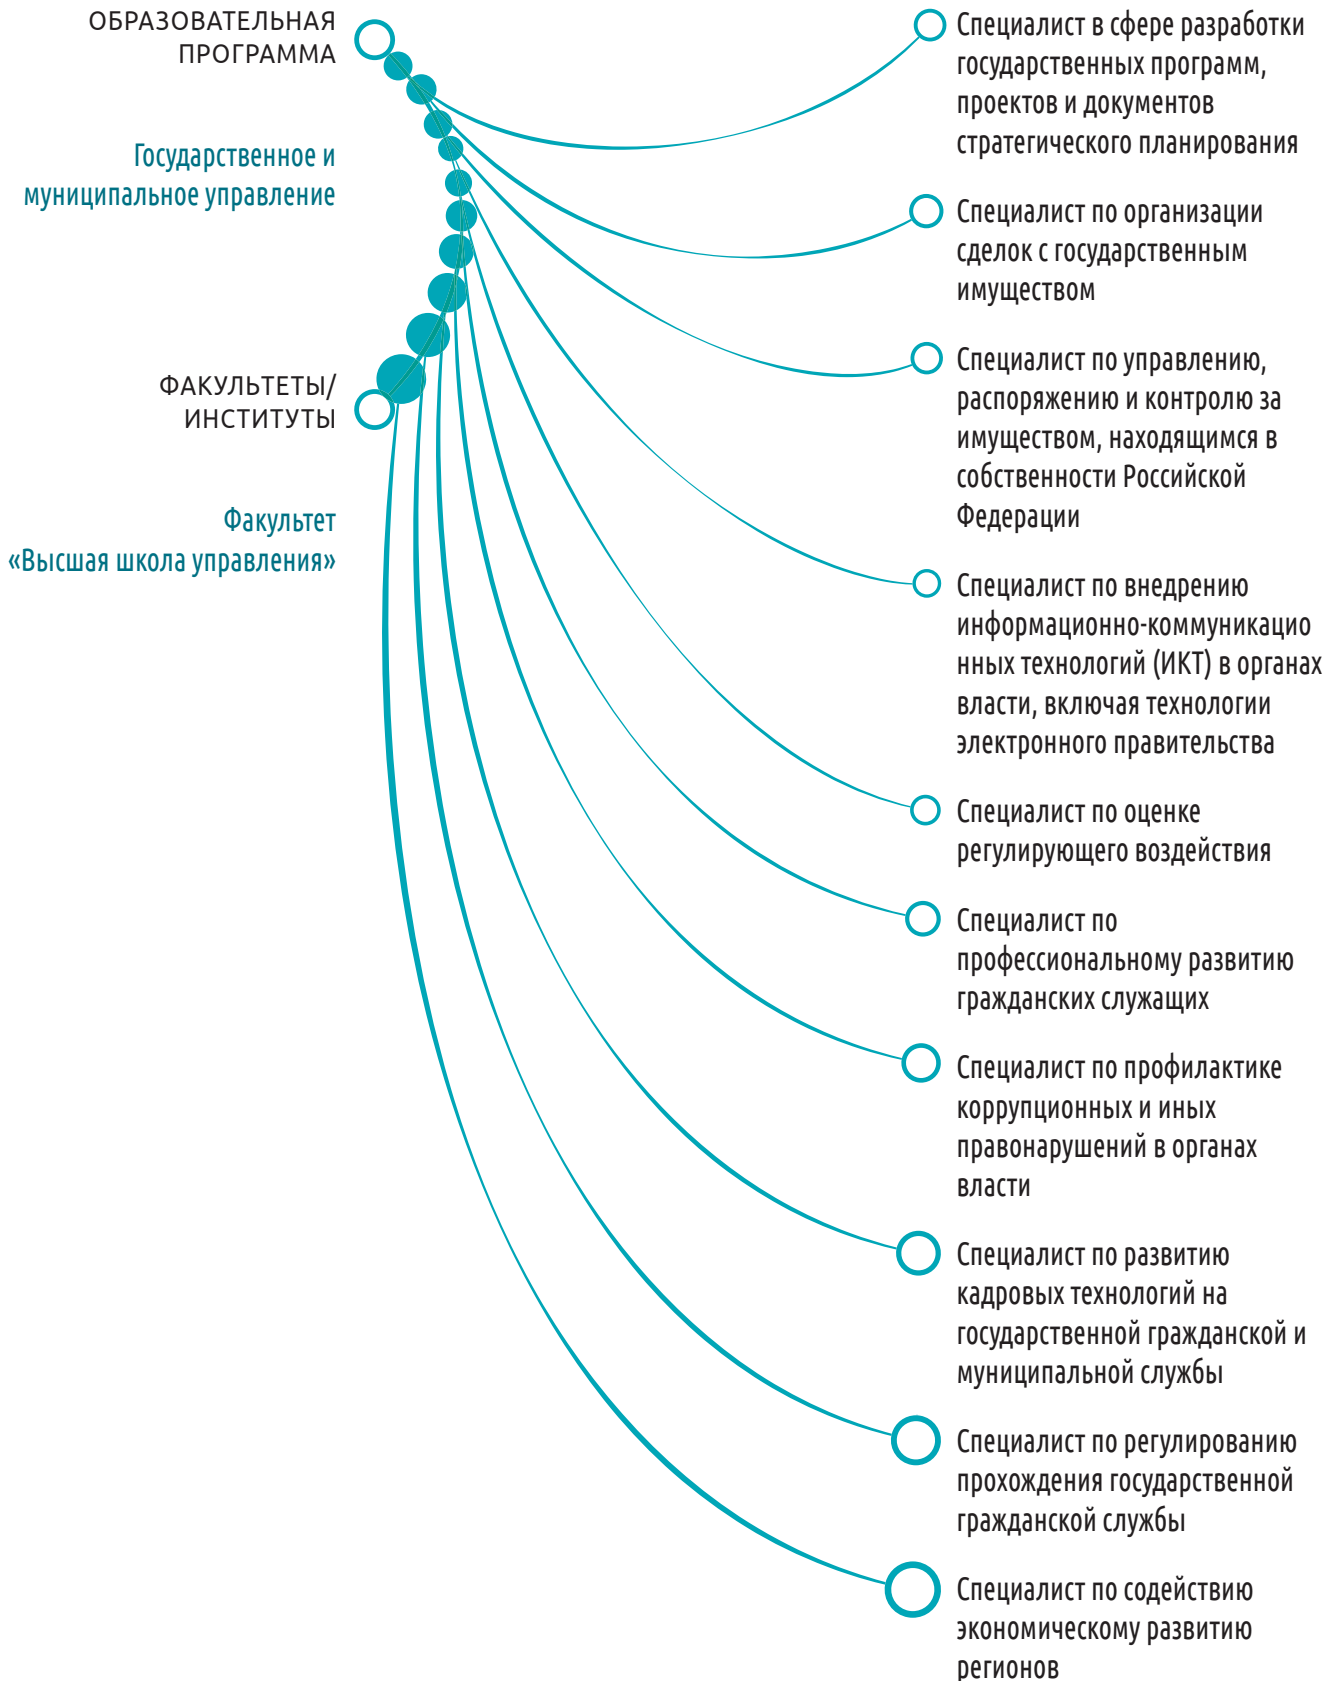 ОБРАЗОВАТЕЛЬНАЯ
ПРОГРАММА
Государственное и
муниципальное управление
ФАКУЛЬТЕТЫ/
ИНСТИТУТЫ
Факультет
«Высшая школа управления»
Специалист в сфере разработки
государственных программ,
проектов и документов
стратегического планирования
Специалист по организации
сделок с государственным
имуществом
Специалист по управлению,
распоряжению и контролю за
имуществом, находящимся в
собственности Российской
Федерации
Специалист по внедрению
информационно-коммуникацио
нных технологий (ИКТ) в органах
власти, включая технологии
электронного правительства
Специалист по оценке
регулирующего воздействия
Специалист по
профессиональному развитию
гражданских служащих
Специалист по профилактике
коррупционных и иных
правонарушений в органах
власти
Специалист по развитию
кадровых технологий на
государственной гражданской и
муниципальной службы
Специалист по регулированию
прохождения государственной
гражданской службы
Специалист по содействию
экономическому развитию
регионов